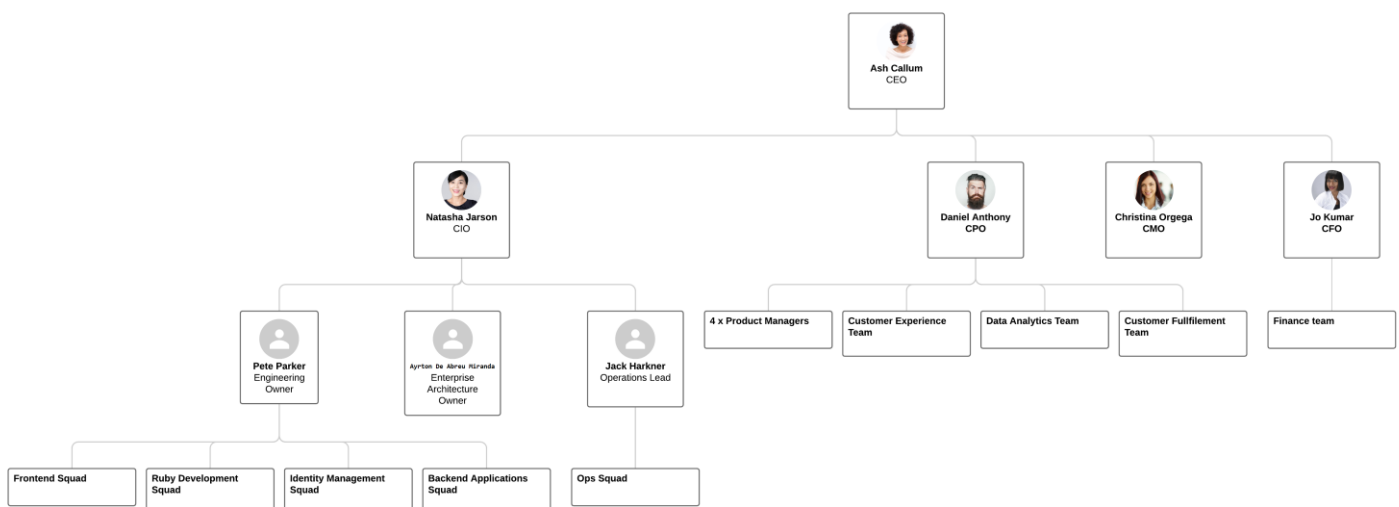 Ash Callum
CEO
Natasha Jarson
CIO
Daniel Anthony
CPO
Christina Orgega
CMO
Jo Kumar
CFO
Pete Parker
Engineering
Owner
Ayrton De Abreu Miranda
Enterprise
Architecture
Owner
Jack Harkner
Operations Lead
4 x Product Managers
Customer Experience
Team
Data Analytics Team
Customer Fullfilement
Team
Finance team
Frontend Squad
Ruby Development
Squad
Identity Management
Squad
Backend Applications
Squad
Ops Squad